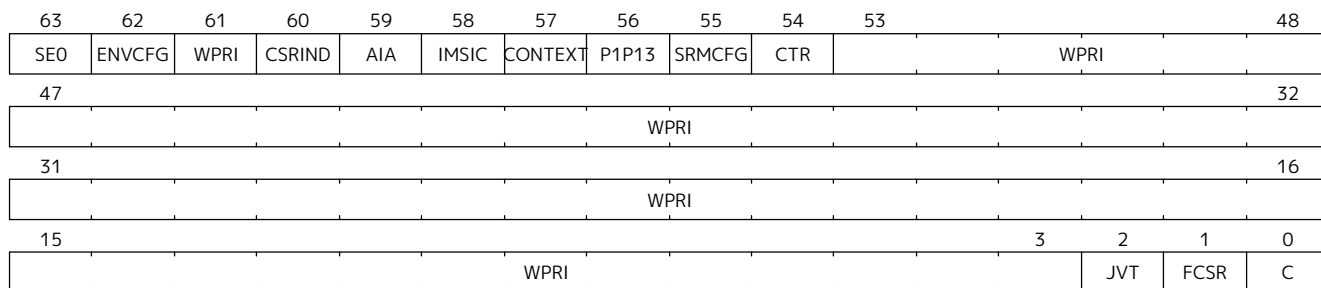 63 62 61 60 59 58 57 56 55 54 53 48
SE0 ENVCFG WPRI CSRIND AIA IMSIC CONTEXT P1P13 SRMCFG CTR WPRI
47 32
WPRI
31 16
WPRI
15 3 2 1 0
WPRI JVT FCSR C